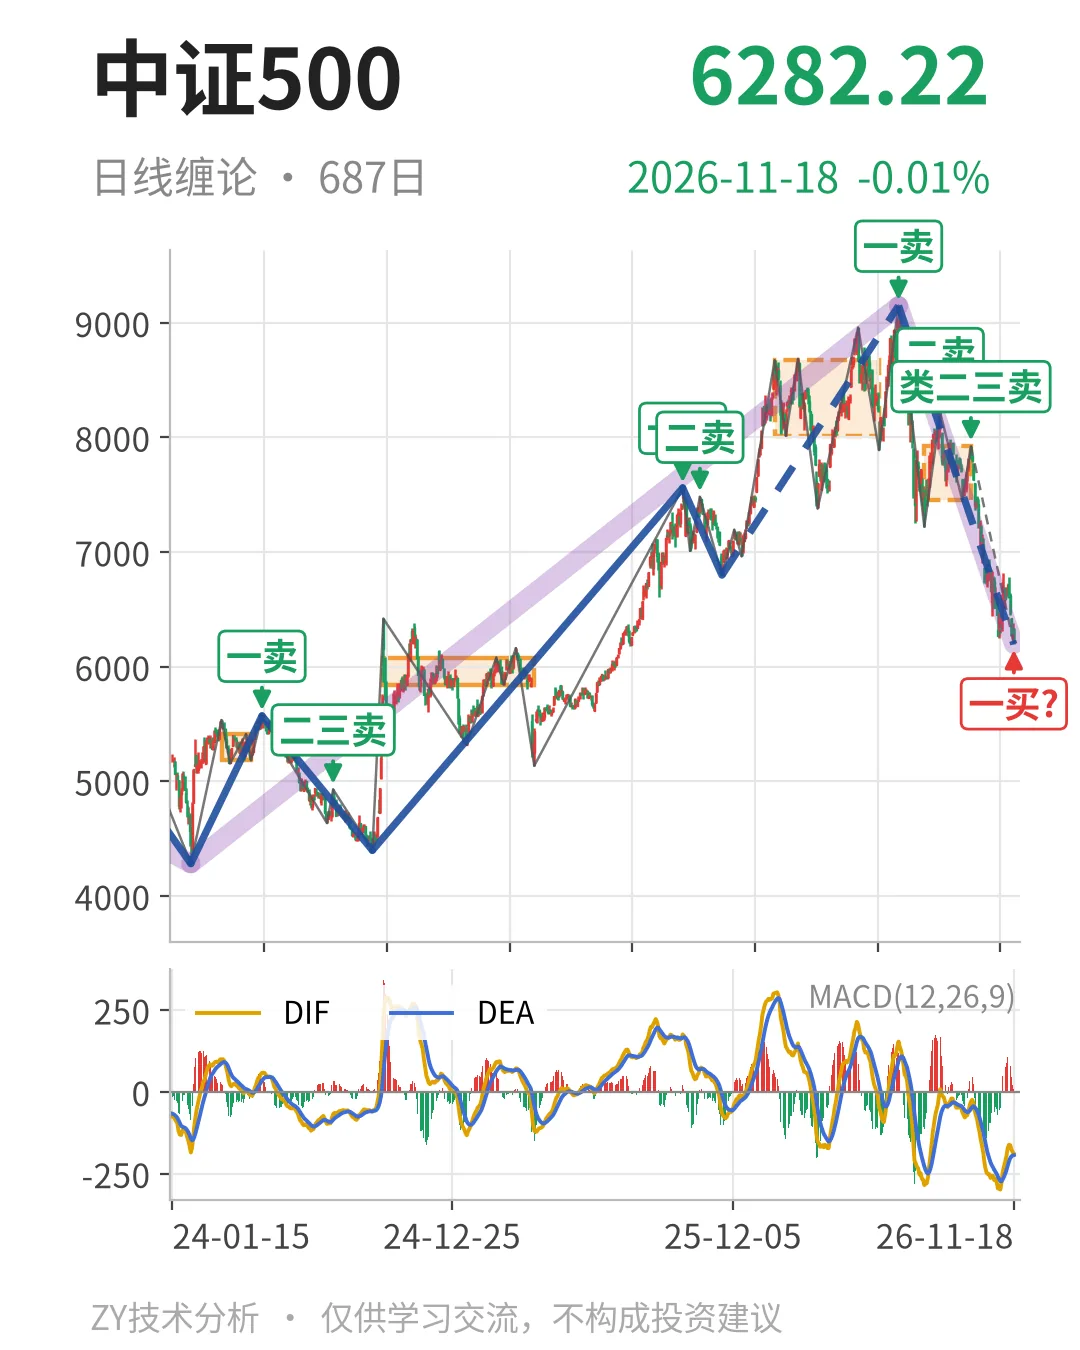 中证500
6282.22
日线缠论 · 687日
2026-11-18 -0.01%
一卖
二卖
类二三卖
二卖
一卖
二三卖
一买?
9000
8000
7000
6000
5000
4000
DIF
DEA
MACD(12,26,9)
250
0
-250
24-01-15
24-12-25
25-12-05
26-11-18
ZY技术分析 · 仅供学习交流，不构成投资建议